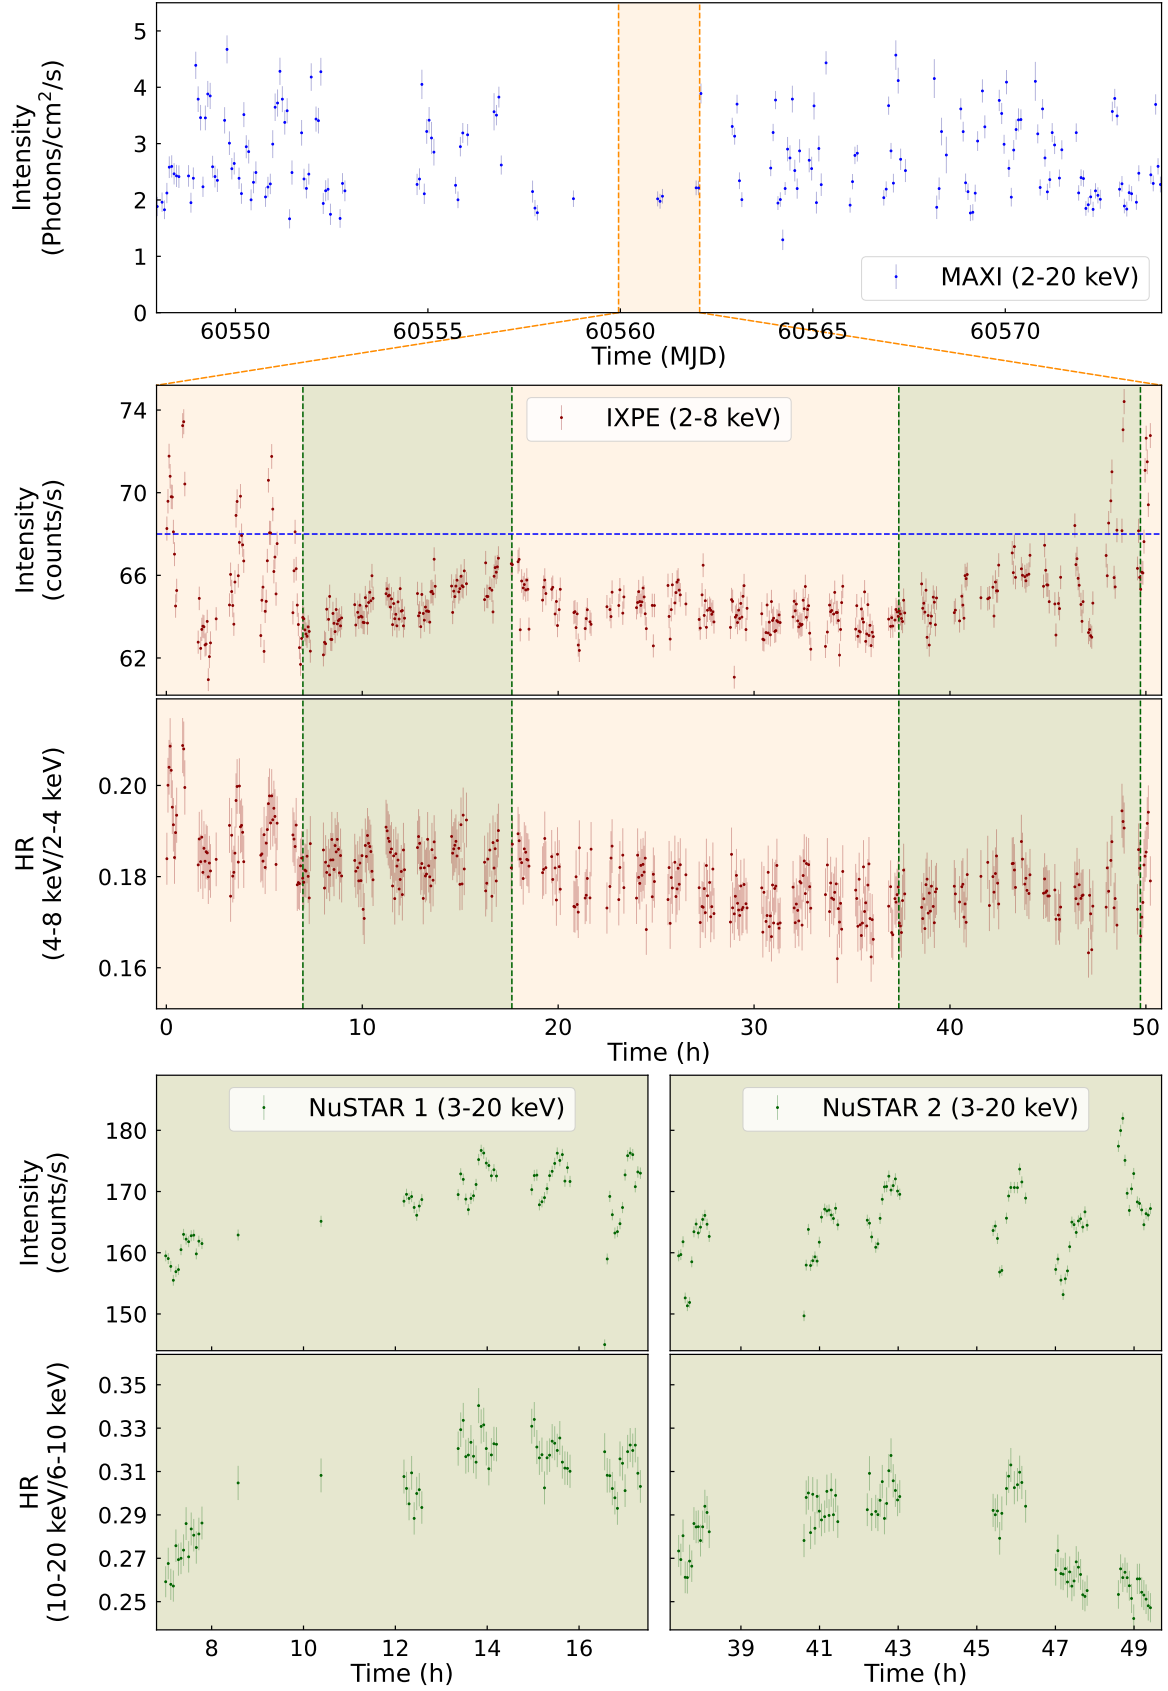 Intensity
(Photons/cm²/s)
5
4
3
2
1
0
MAXI (2-20 keV)
60550
60555
60560
60565
60570
Time (MJD)
Intensity
(counts/s)
74
70
66
62
IXPE (2-8 keV)
HR
(4-8 keV/2-4 keV)
0.20
0.18
0.16
0
10
20
30
40
50
Time (h)
Intensity
(counts/s)
180
170
160
150
NuSTAR 1 (3-20 keV)
NuSTAR 2 (3-20 keV)
HR
(10-20 keV/6-10 keV)
0.35
0.33
0.31
0.29
0.27
0.25
8
10
12
14
16
Time (h)
39
41
43
45
47
49
Time (h)